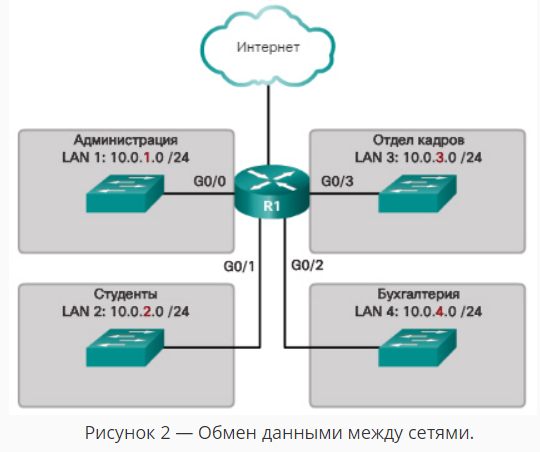 Интернет
Администрация
LAN 1: 10.0.1.0 /24
Отдел кадров
LAN 3: 10.0.3.0 /24
G0/0
G0/3
R1
G0/1
G0/2
Студенты
LAN 2: 10.0.2.0 /24
Бухгалтерия
LAN 4: 10.0.4.0 /24
Рисунок 2 — Обмен данными между сетями.